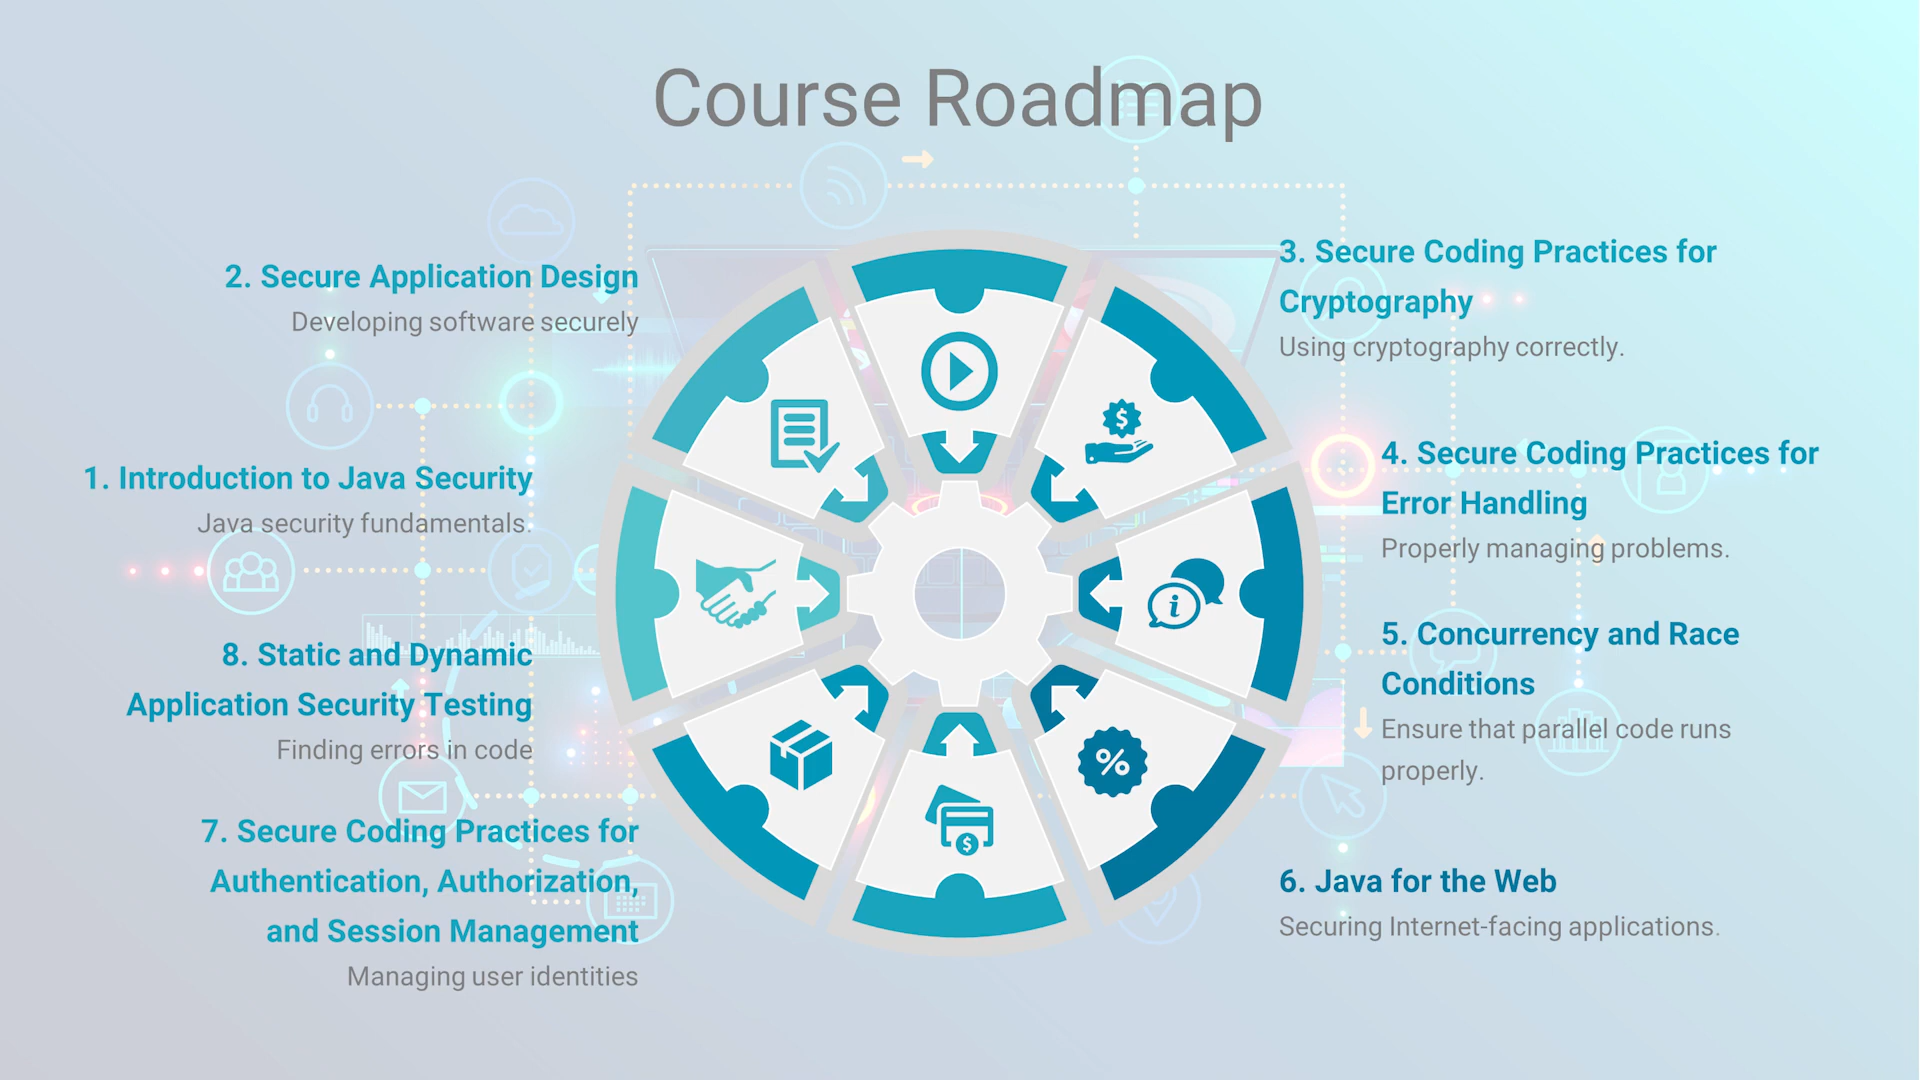 Course Roadmap
1. Introduction to Java Security
Java security fundamentals.
2. Secure Application Design
Developing software securely
3. Secure Coding Practices for
Cryptography
Using cryptography correctly.
4. Secure Coding Practices for
Error Handling
Properly managing problems.
5. Concurrency and Race
Conditions
Ensure that parallel code runs
properly.
6. Java for the Web
Securing Internet-facing applications.
7. Secure Coding Practices for
Authentication, Authorization,
and Session Management
Managing user identities
8. Static and Dynamic
Application Security Testing
Finding errors in code
$
i
%
$